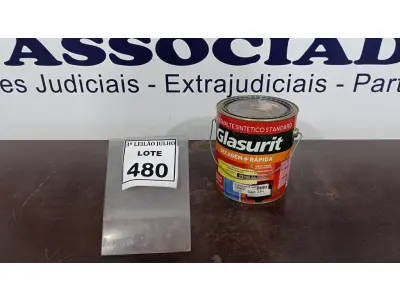 ASSOCIAD
es Judiciais - Extrajudiciais - Part
1º LEILÃO JULHO
LOTE
480
ESMALTE SINTÉTICO STANDARD
Glasurit
SECAGEM + RÁPIDA